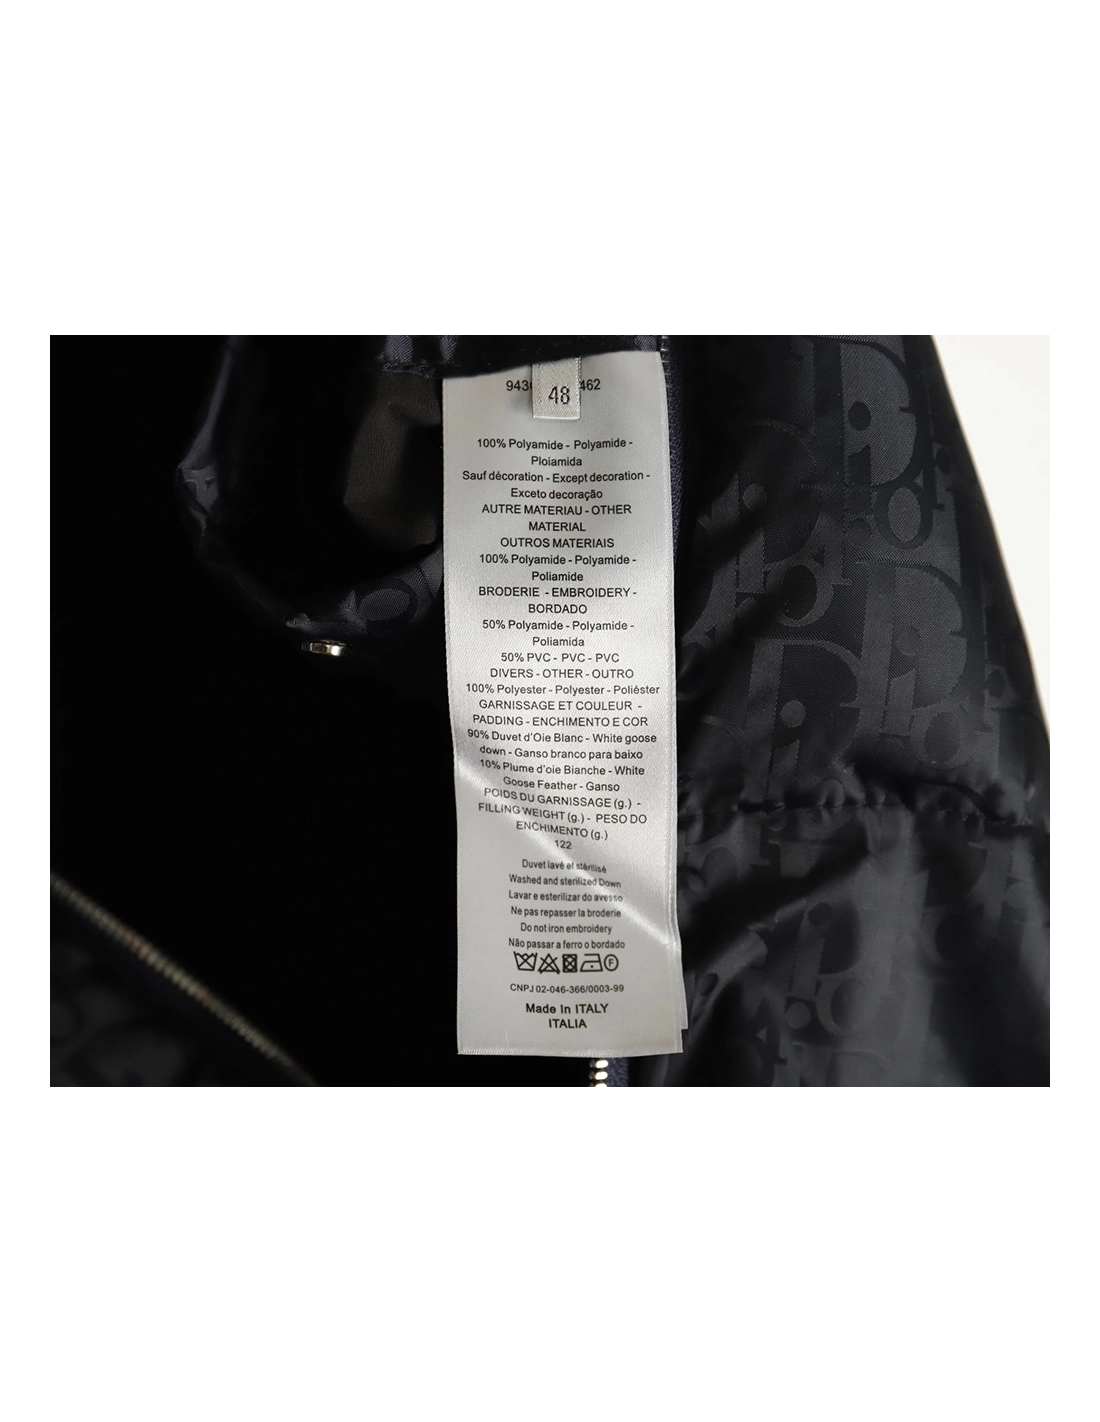 943 462
48
100% Polyamide - Polyamide -
Ploiamida
Sauf décoration - Except decoration -
Exceto decoração
AUTRE MATERIAU - OTHER
MATERIAL
OUTROS MATERIAIS
100% Polyamide - Polyamide -
Poliamide
BRODERIE - EMBROIDERY -
BORDADO
50% Polyamide - Polyamide -
Poliamida
50% PVC - PVC - PVC
DIVERS - OTHER - OUTRO
100% Polyester - Polyester - Poliéster
GARNISSAGE ET COULEUR -
PADDING - ENCHIMENTO E COR
90% Duvet d'Oie Blanc - White goose
down - Ganso branco para baixo
10% Plume d'oie Bianche - White
Goose Feather - Ganso
POIDS DU GARNISSAGE (g.) -
FILLING WEIGHT (g.) - PESO DO
ENCHIMENTO (g.)
122
Duvet lavé et stérilisé
Washed and sterilized Down
Lavar e esterilizar do avesso
Ne pas repasser la broderie
Do not iron embroidery
Não passar a ferro o bordado
F
CNPJ 02-046-366/0003-99
Made In ITALY
ITALIA
Dior
Dior
Dior